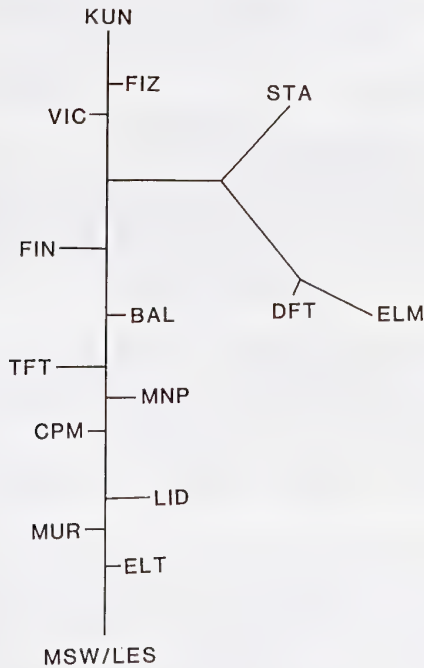 KUN
FIZ
STA
VIC
FIN
BAL
DFT
ELM
TFT
MNP
CPM
LID
MUR
ELT
MSW/LES